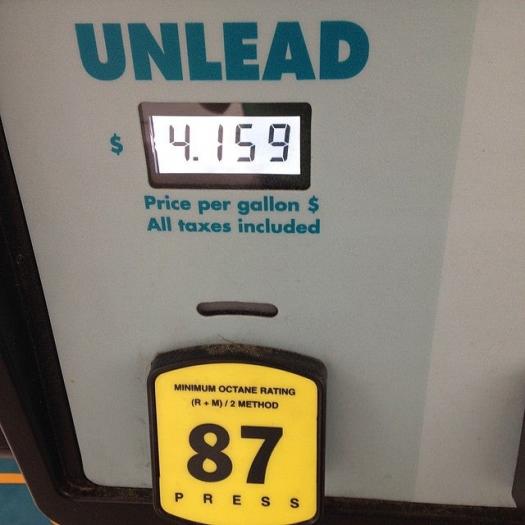 UNLEAD
$ 4.159
Price per gallon $
All taxes included
MINIMUM OCTANE RATING
(R + M) / 2 METHOD
87
PRESS